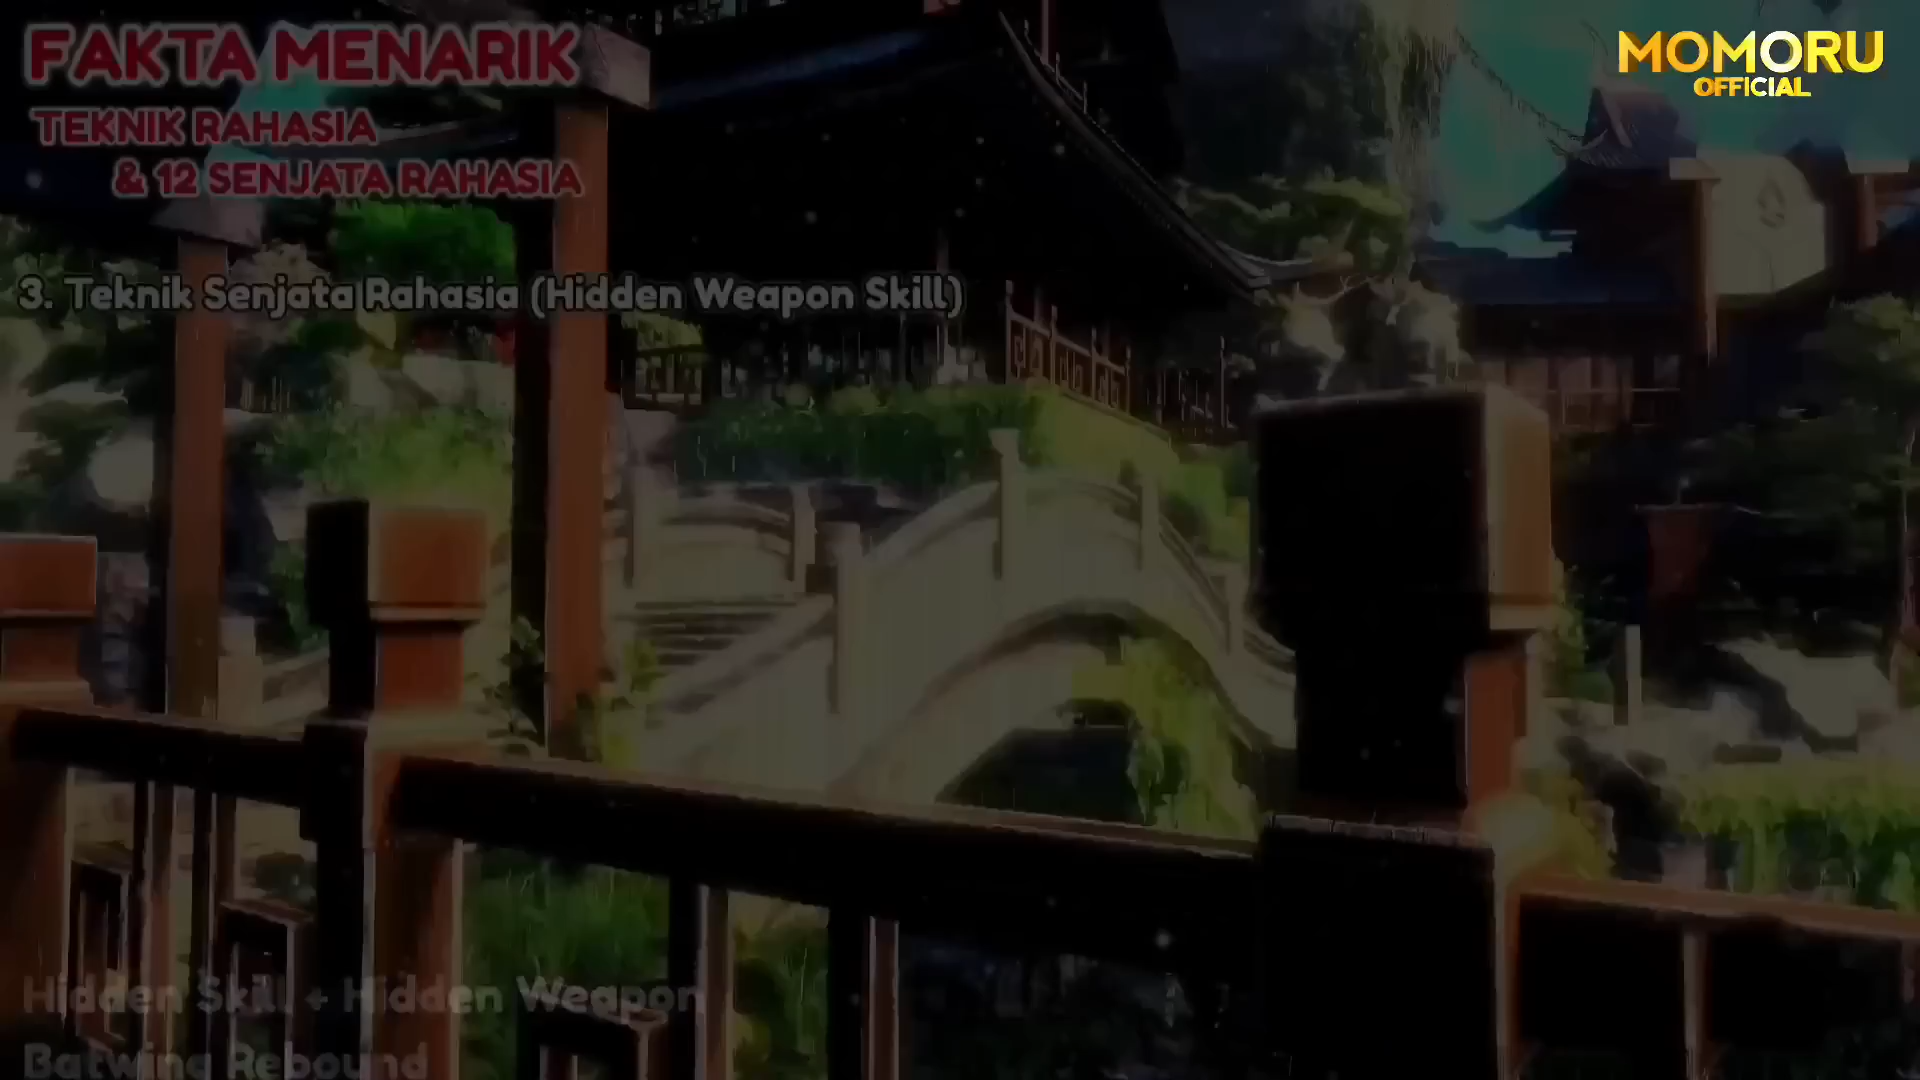 FAKTA MENARIK
TEKNIK RAHASIA
& 12 SENJATA RAHASIA
MOMORU
OFFICIAL
3. Teknik Senjata Rahasia (Hidden Weapon Skill)
Hidden Skill + Hidden Weapon
Batwing Rebound